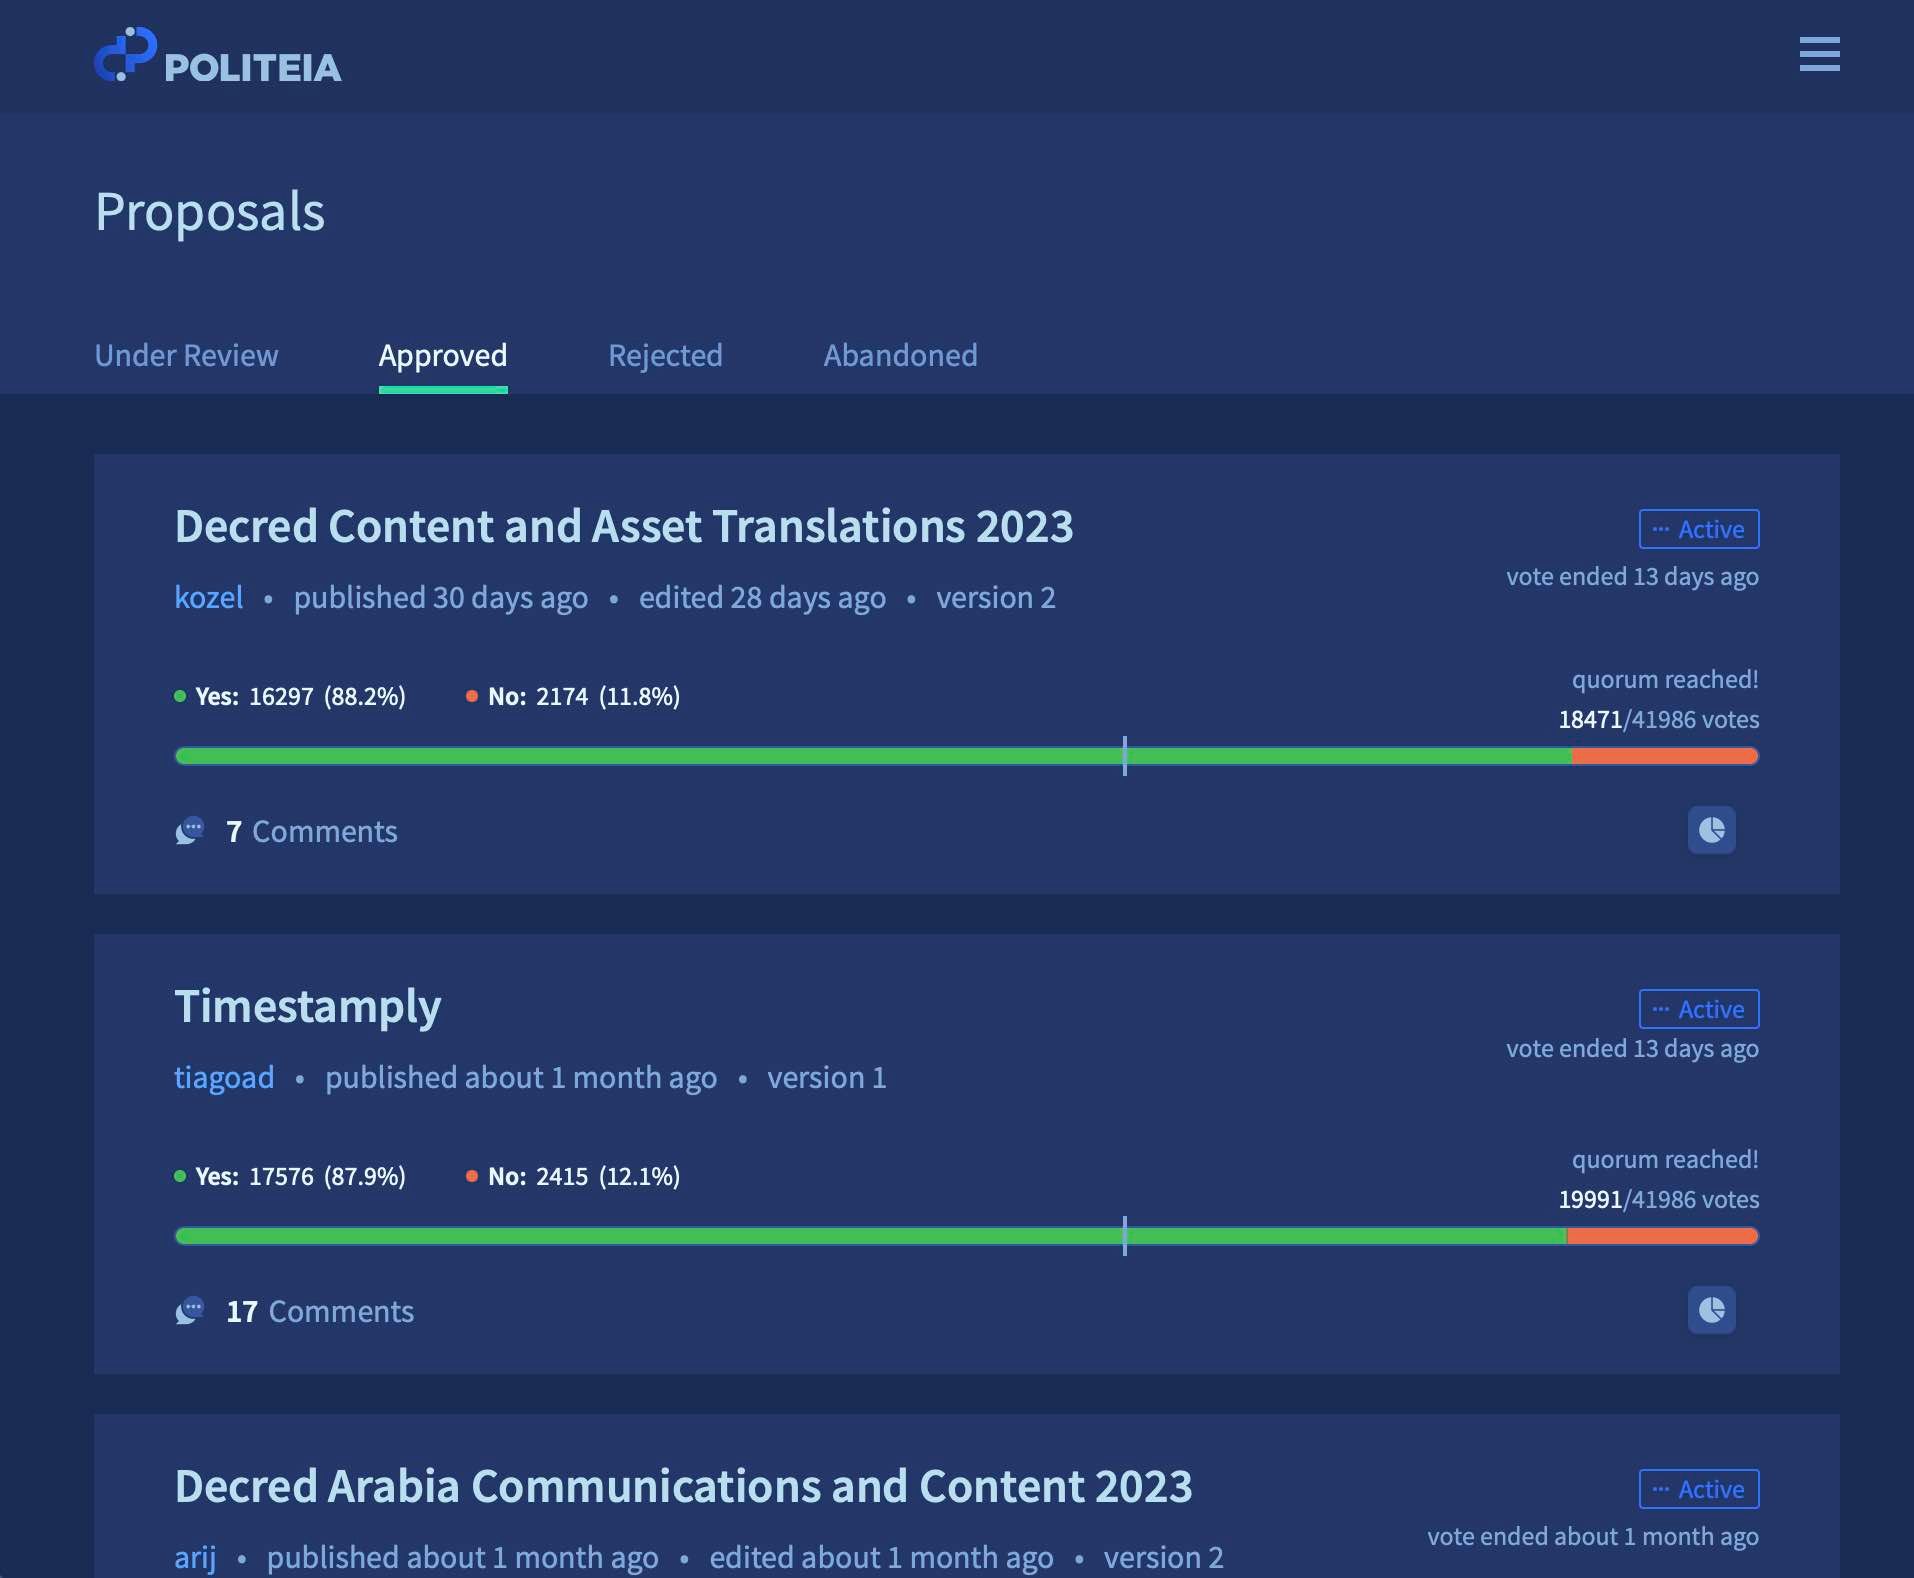 POLITEIA
Proposals
Under Review Approved Rejected Abandoned
Decred Content and Asset Translations 2023
··· Active
kozel • published 30 days ago • edited 28 days ago • version 2
vote ended 13 days ago
Yes: 16297 (88.2%) No: 2174 (11.8%)
quorum reached!
18471/41986 votes
7 Comments
Timestamply
··· Active
tiagoad • published about 1 month ago • version 1
vote ended 13 days ago
Yes: 17576 (87.9%) No: 2415 (12.1%)
quorum reached!
19991/41986 votes
17 Comments
Decred Arabia Communications and Content 2023
··· Active
arij • published about 1 month ago • edited about 1 month ago • version 2
vote ended about 1 month ago